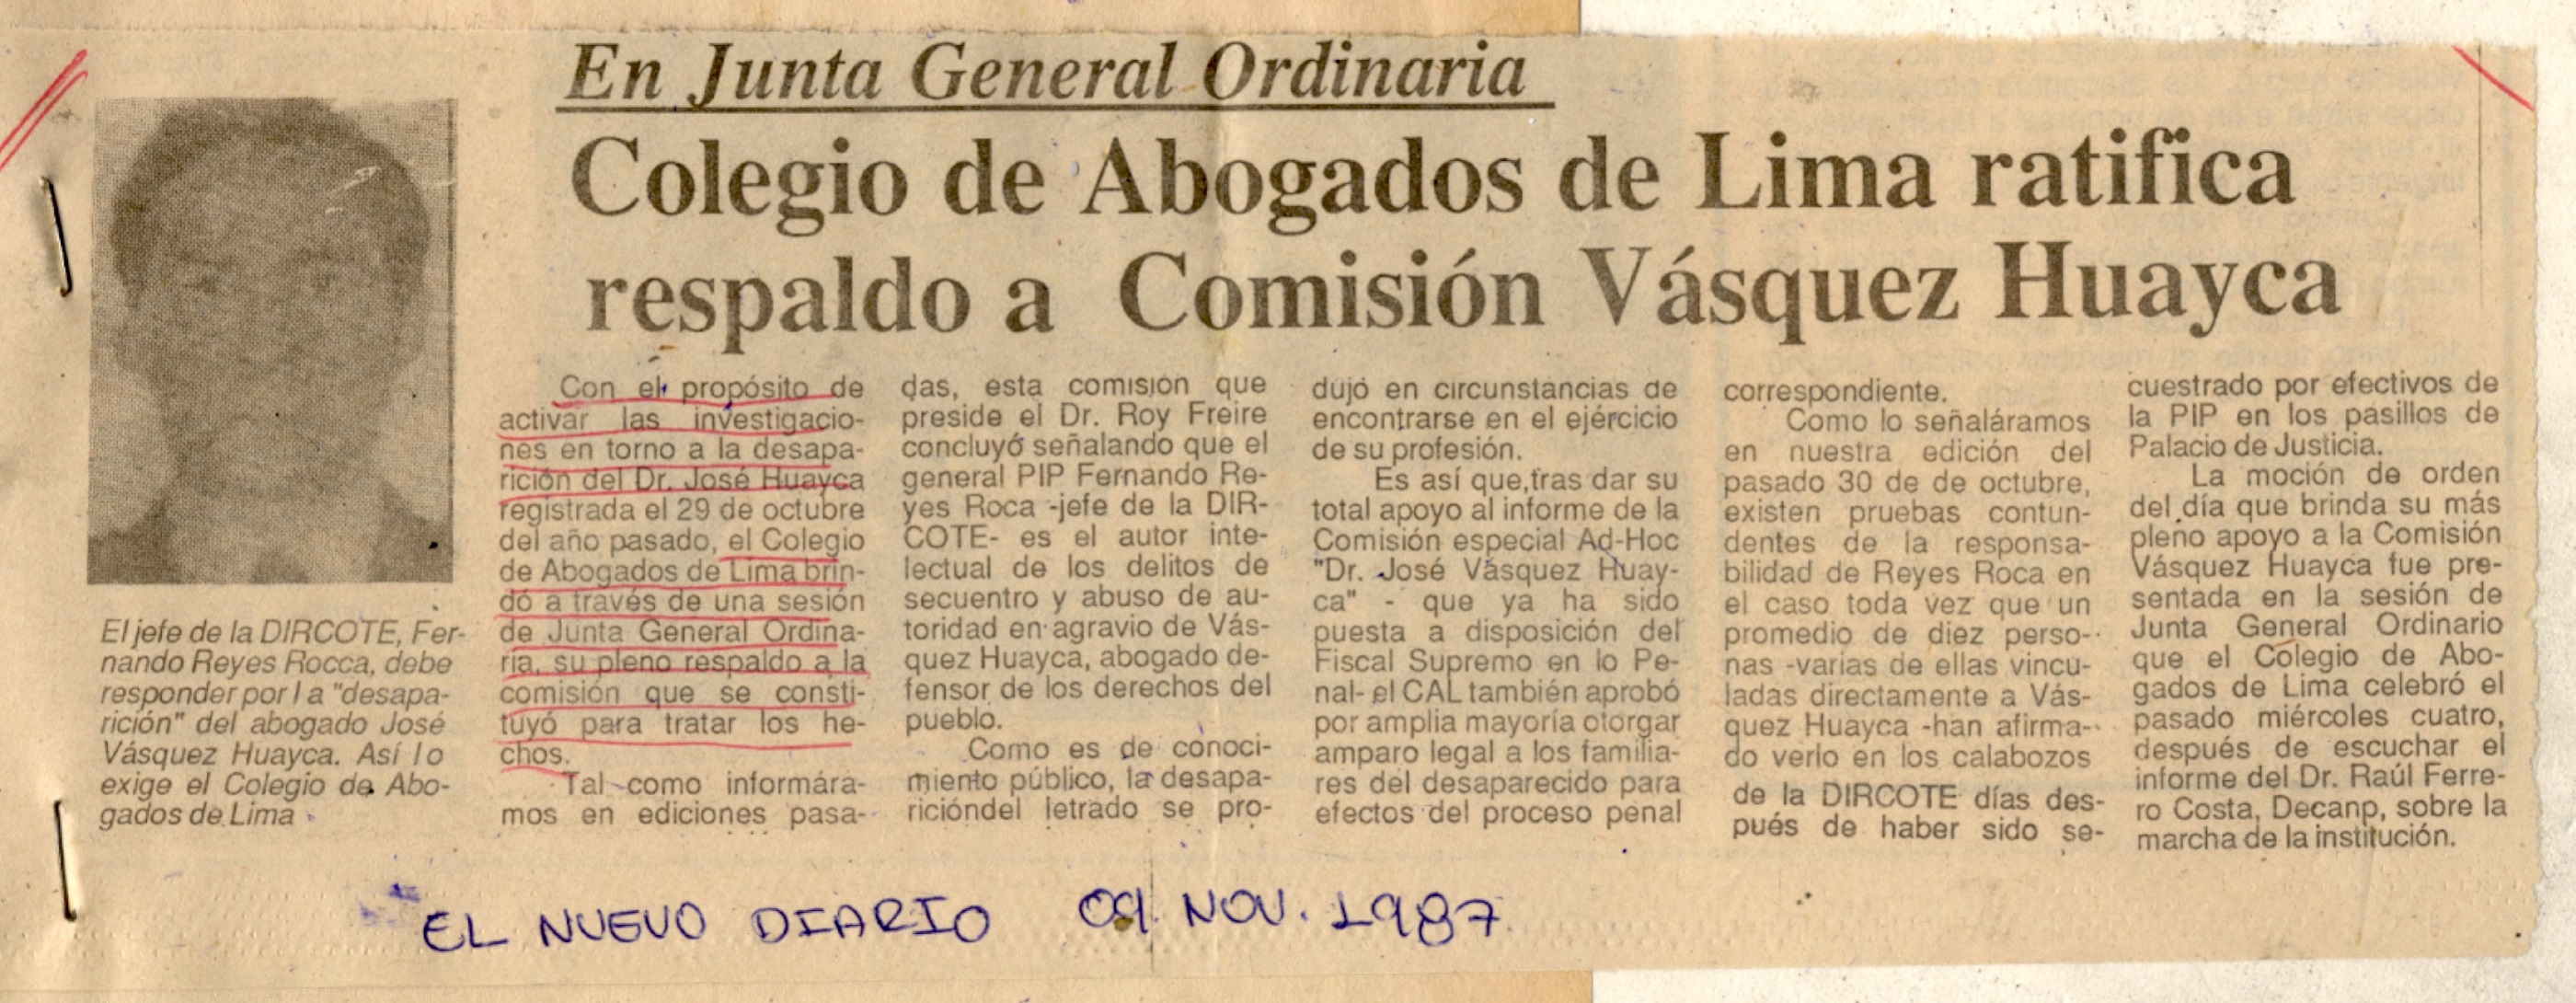 En Junta General Ordinaria
Colegio de Abogados de Lima ratifica
respaldo a Comisión Vásquez Huayca
El jefe de la DIRCOTE, Fer-
nando Reyes Rocca, debe
responder por l a "desapa-
rición" del abogado José
Vásquez Huayca. Así lo
exige el Colegio de Abo-
gados de Lima
Con el propósito de
activar las investigacio-
nes en torno a la desapa-
rición del Dr. José Huayca
registrada el 29 de octubre
del año pasado, el Colegio
de Abogados de Lima brin-
dó a través de una sesión
de Junta General Ordina-
ria, su pleno respaldo a la
comisión que se consti-
tuyó para tratar los he-
chos.
Tal como informára-
mos en ediciones pasa-
das, esta comisión que
preside el Dr. Roy Freire
concluyó señalando que el
general PIP Fernando Re-
yes Roca -jefe de la DIR-
COTE- es el autor inte-
lectual de los delitos de
secuentro y abuso de au-
toridad en agravio de Vás-
quez Huayca, abogado de-
fensor de los derechos del
pueblo.
Como es de conoci-
miento público, la desapa-
ricióndel letrado se pro-
dujó en circunstancias de
encontrarse en el ejércicio
de su profesión.
Es así que,tras dar su
total apoyo al informe de la
Comisión especial Ad-Hoc
"Dr. José Vásquez Huay-
ca" - que ya ha sido
puesta a disposición del
Fiscal Supremo en lo Pe-
nal- el CAL también aprobó
por amplia mayoría otorgar
amparo legal a los familia-
res del desaparecido para
efectos del proceso penal
correspondiente.
Como lo señaláramos
en nuestra edición del
pasado 30 de de octubre,
existen pruebas contun-
dentes de la responsa-
bilidad de Reyes Roca en
el caso toda vez que un
promedio de diez perso-
nas -varias de ellas vincu-
ladas directamente a Vás-
quez Huayca -han afirma-
do verlo en los calabozos
de la DIRCOTE días des-
pués de haber sido se-
cuestrado por efectivos de
la PIP en los pasillos de
Palacio de Justicia.
La moción de orden
del día que brinda su más
pleno apoyo a la Comisión
Vásquez Huayca fue pre-
sentada en la sesión de
Junta General Ordinario
que el Colegio de Abo-
gados de Lima celebró el
pasado miércoles cuatro,
después de escuchar el
informe del Dr. Raúl Ferre-
ro Costa, Decanp, sobre la
marcha de la institución.
EL NUEVO DIARIO 09 NOV. 1987